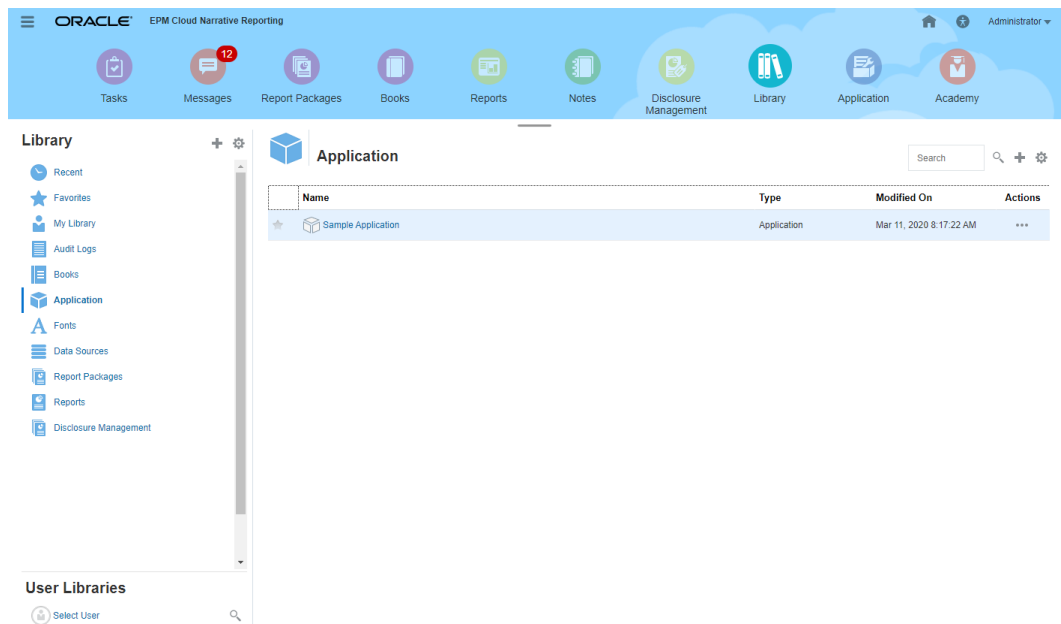 ORACLE® EPM Cloud Narrative Reporting Administrator
12
Tasks Messages Report Packages Books Reports Notes Disclosure Management Library Application Academy
Library
Recent
Favorites
My Library
Audit Logs
Books
Application
Fonts
Data Sources
Report Packages
Reports
Disclosure Management
User Libraries
Select User
Application
Search
Name Type Modified On Actions
Sample Application Application Mar 11, 2020 8:17:22 AM